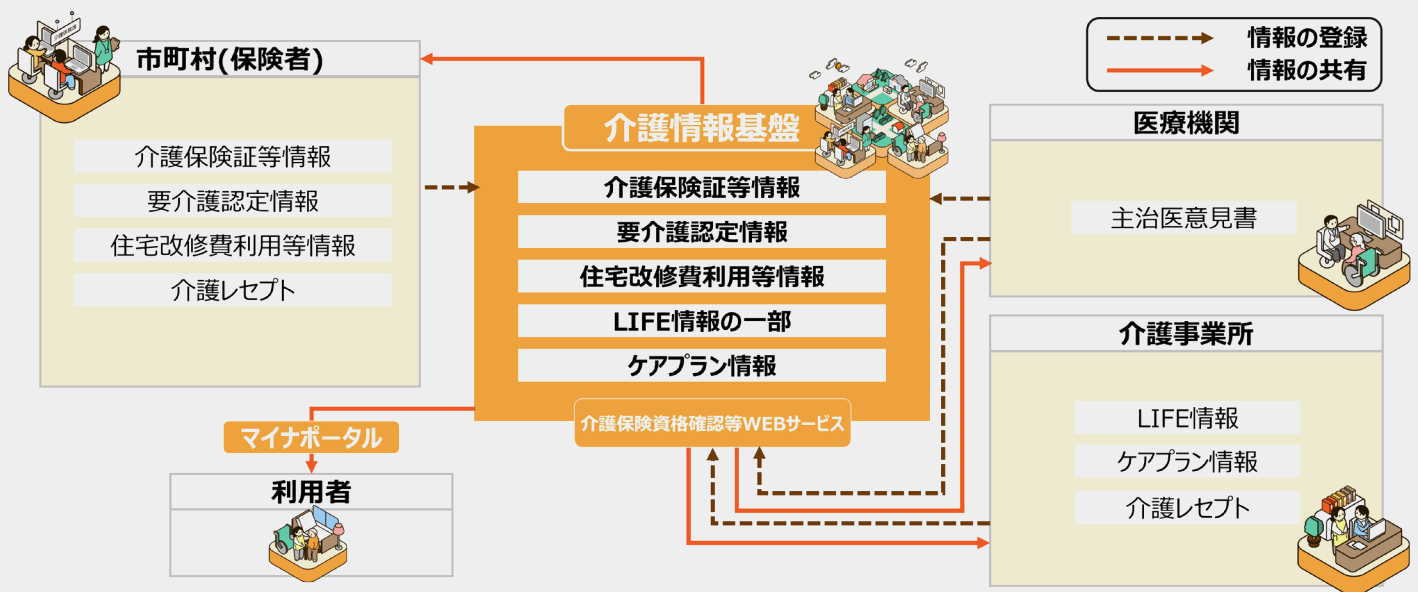 情報の登録
情報の共有
市町村(保険者)
介護保険証等情報
要介護認定情報
住宅改修費利用等情報
介護レセプト
介護情報基盤
介護保険証等情報
要介護認定情報
住宅改修費利用等情報
LIFE情報の一部
ケアプラン情報
介護保険資格確認等WEBサービス
医療機関
主治医意見書
介護事業所
LIFE情報
ケアプラン情報
介護レセプト
マイナポータル
利用者